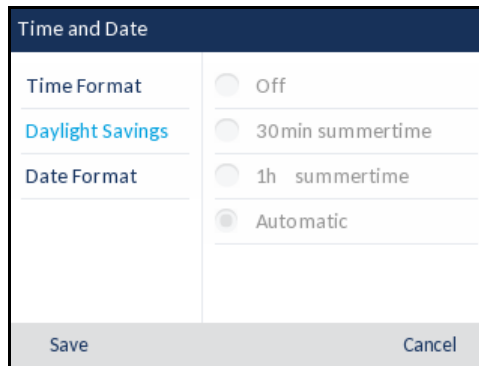 Time and Date
Time Format
Daylight Savings
Date Format
Off
30min summertime
1h summertime
Automatic
Save
Cancel